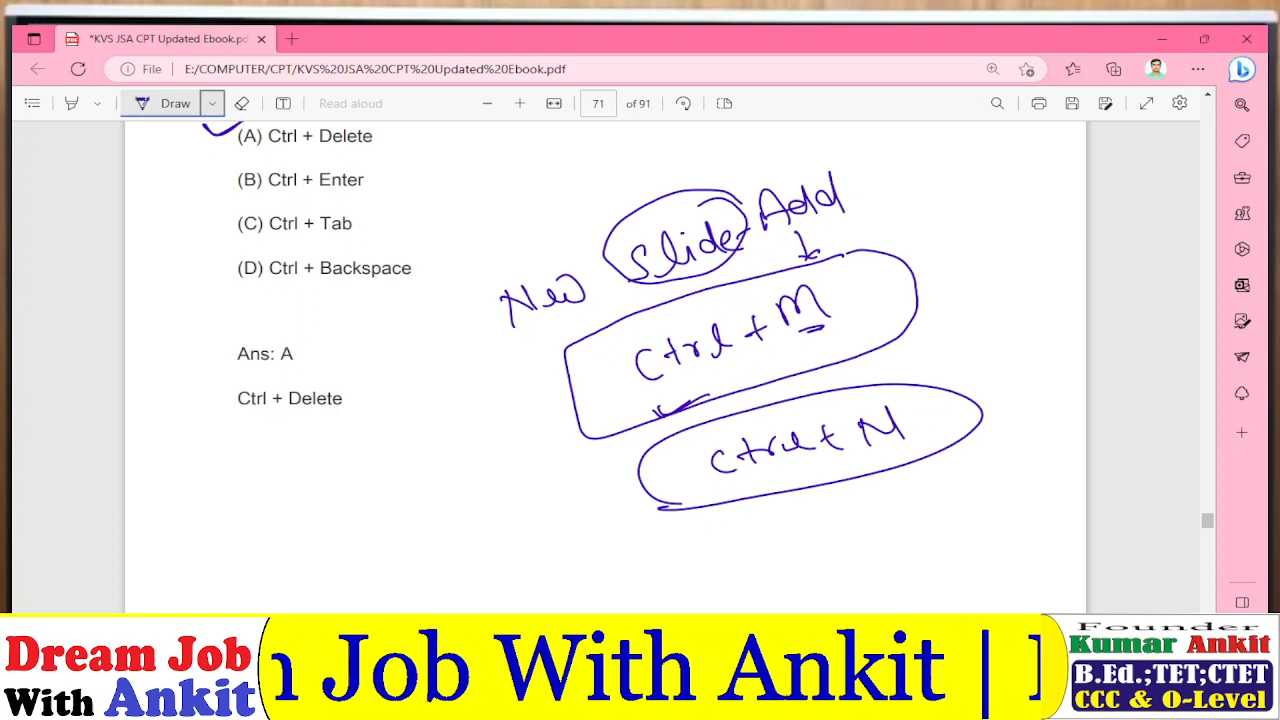 *KVS JSA CPT Updated Ebook.pd
File E:/COMPUTER/CPT/KVS%20JSA%20CPT%20Updated%20Ebook.pdf
Draw Read aloud 71 of 91
(A) Ctrl + Delete
(B) Ctrl + Enter
(C) Ctrl + Tab
(D) Ctrl + Backspace
Ans: A
Ctrl + Delete
New Slide Add
Ctrl + M
Ctrl + N
Dream Job
With Ankit
n Job With Ankit |
Founder
Kumar Ankit
B.Ed.;TET;CTET
CCC & O-Level